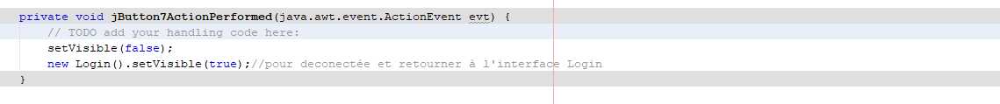 private void jButton7ActionPerformed(java.awt.event.ActionEvent evt) {
// TODO add your handling code here:
setVisible(false);
new Login().setVisible(true);//pour deconectée et retourner à l'interface Login
}